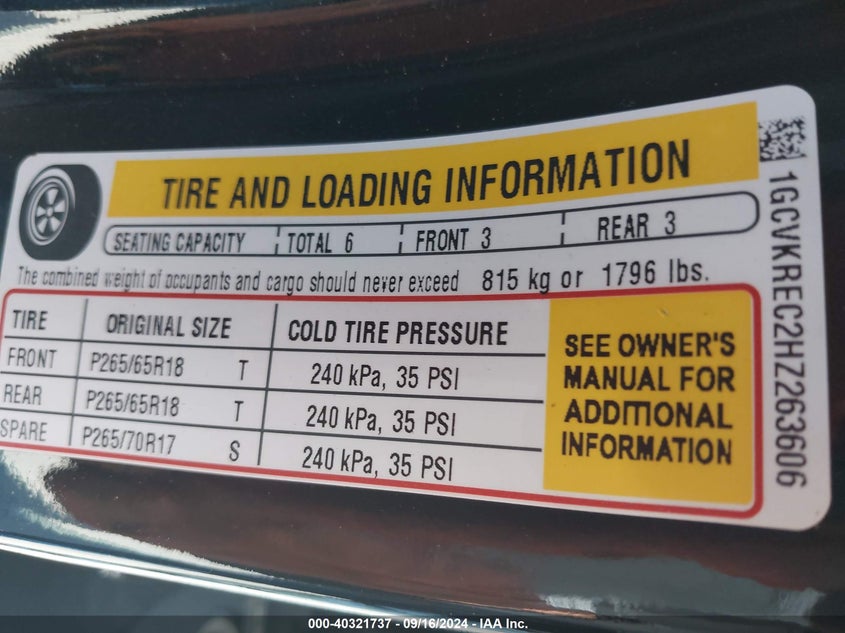 TIRE AND LOADING INFORMATION
SEATING CAPACITY TOTAL 6 FRONT 3 REAR 3
The combined weight of occupants and cargo should never exceed 815 kg or 1796 lbs.
TIRE ORIGINAL SIZE COLD TIRE PRESSURE
FRONT P265/65R18 T 240 kPa, 35 PSI
REAR P265/65R18 T 240 kPa, 35 PSI
SPARE P265/70R17 S 240 kPa, 35 PSI
SEE OWNER'S
MANUAL FOR
ADDITIONAL
INFORMATION
1GCVKREC2HZ263606
000-40321737 - 09/16/2024 - IAA Inc.